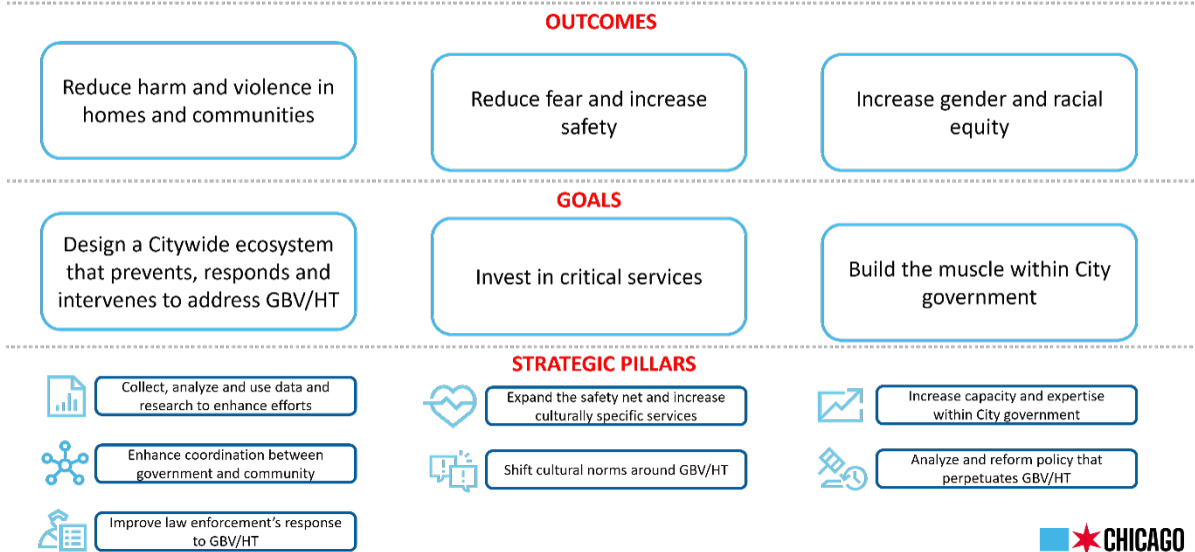 OUTCOMES
Reduce harm and violence in
homes and communities
Reduce fear and increase
safety
Increase gender and racial
equity
GOALS
Design a Citywide ecosystem
that prevents, responds and
intervenes to address GBV/HT
Invest in critical services
Build the muscle within City
government
STRATEGIC PILLARS
Collect, analyze and use data and
research to enhance efforts
Enhance coordination between
government and community
Improve law enforcement's response
to GBV/HT
Expand the safety net and increase
culturally specific services
Shift cultural norms around GBV/HT
Increase capacity and expertise
within City government
Analyze and reform policy that
perpetuates GBV/HT
CHICAGO